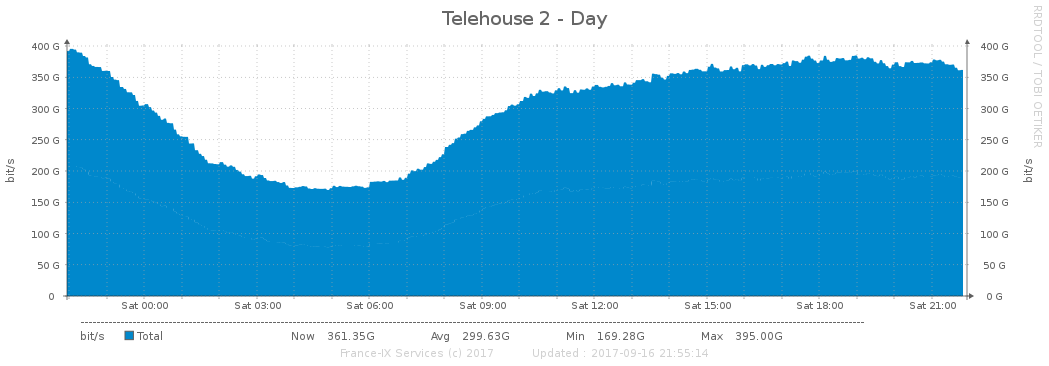 Telehouse 2 - Day
RRDTOOL / TOBI OETIKER
400 G 400 G
350 G 350 G
300 G 300 G
250 G 250 G
200 G 200 G
150 G 150 G
100 G 100 G
50 G 50 G
0 0 G
bit/s bit/s
Sat 00:00 Sat 03:00 Sat 06:00 Sat 09:00 Sat 12:00 Sat 15:00 Sat 18:00 Sat 21:00
bit/s Total Now 361.35G Avg 299.63G Min 169.28G Max 395.00G
France-IX Services (c) 2017 Updated : 2017-09-16 21:55:14